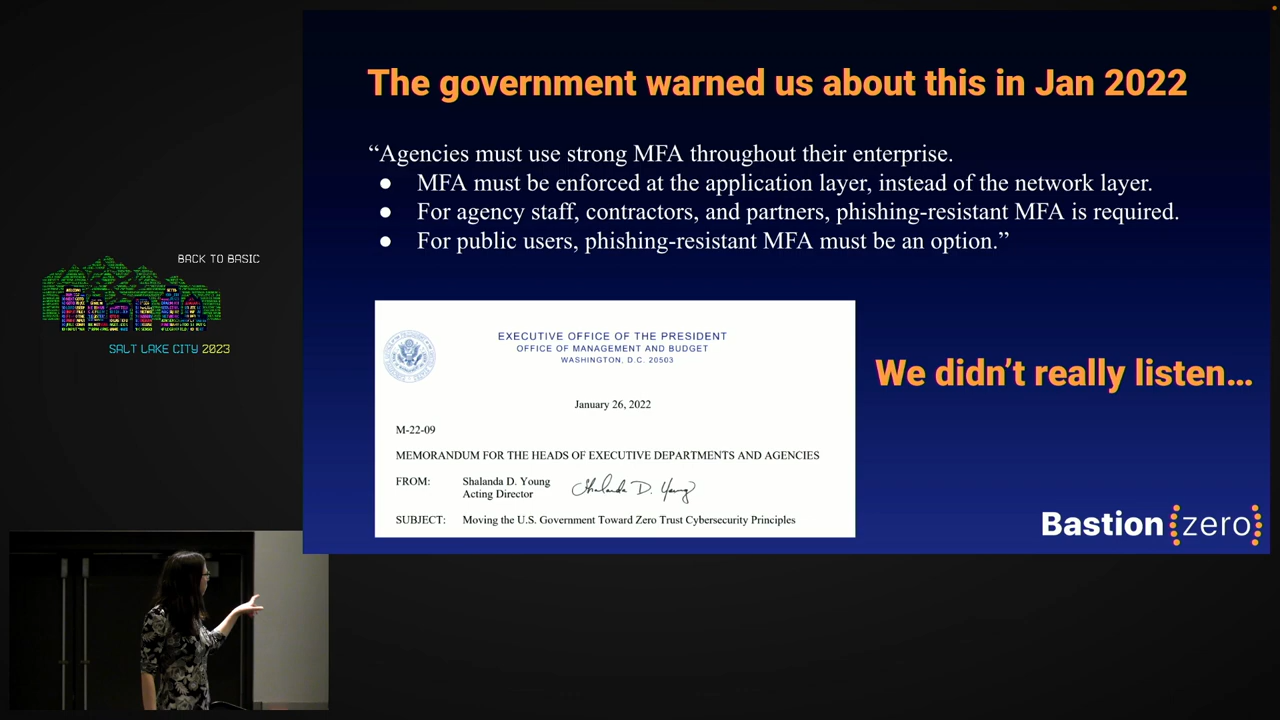 The government warned us about this in Jan 2022
“Agencies must use strong MFA throughout their enterprise.
● MFA must be enforced at the application layer, instead of the network layer.
● For agency staff, contractors, and partners, phishing-resistant MFA is required.
● For public users, phishing-resistant MFA must be an option.”
BACK TO BASIC
SALT LAKE CITY 2023
EXECUTIVE OFFICE OF THE PRESIDENT
OFFICE OF MANAGEMENT AND BUDGET
WASHINGTON, D.C. 20503
January 26, 2022
M-22-09
MEMORANDUM FOR THE HEADS OF EXECUTIVE DEPARTMENTS AND AGENCIES
FROM: Shalanda D. Young
Acting Director
Shalanda D. Young
SUBJECT: Moving the U.S. Government Toward Zero Trust Cybersecurity Principles
We didn’t really listen…
Bastion{zero}